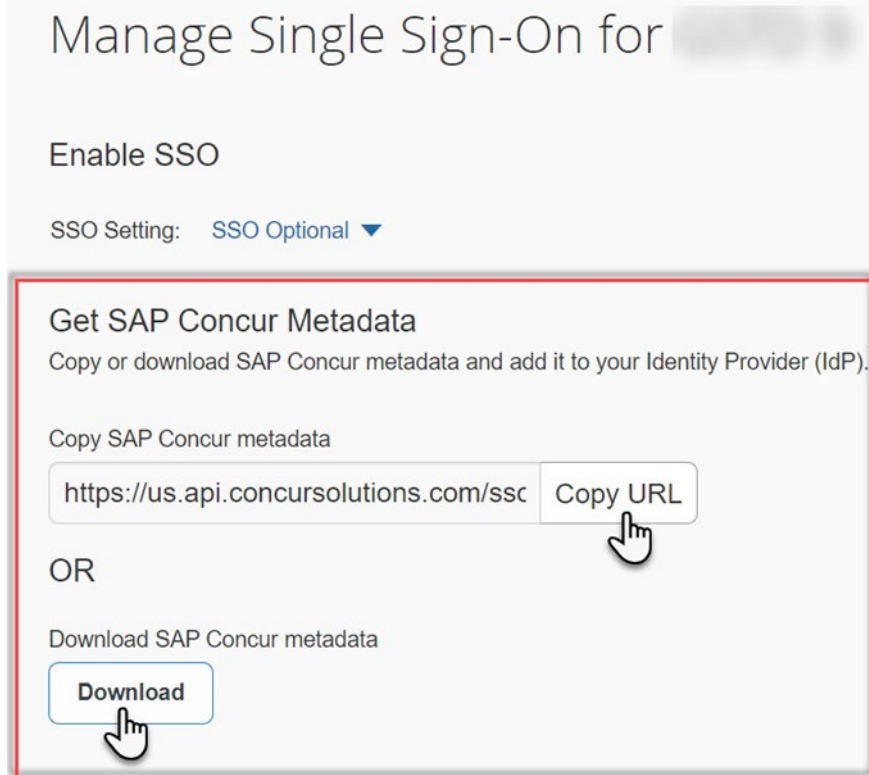 Manage Single Sign-On for
Enable SSO
SSO Setting: SSO Optional
Get SAP Concur Metadata
Copy or download SAP Concur metadata and add it to your Identity Provider (IdP).
Copy SAP Concur metadata
https://us.api.concursolutions.com/sso Copy URL
OR
Download SAP Concur metadata
Download